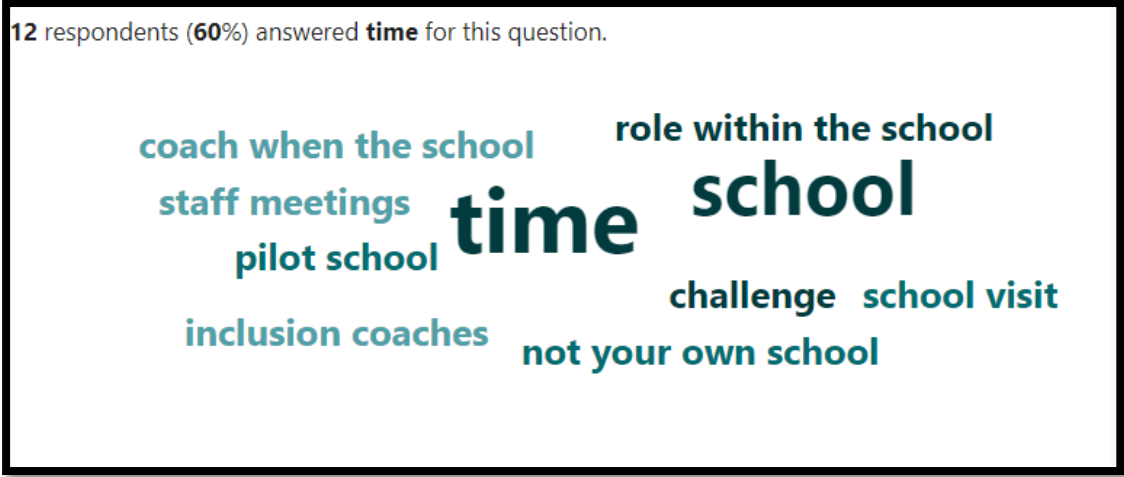 12 respondents (60%) answered time for this question.
role within the school
coach when the school
school
staff meetings
time
pilot school
challenge
school visit
inclusion coaches
not your own school